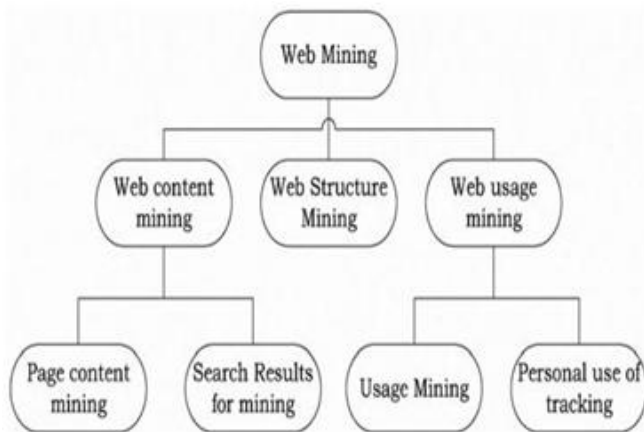 Web Mining
Web content
mining
Web Structure
Mining
Web usage
mining
Page content
mining
Search Results
for mining
Usage Mining
Personal use of
tracking